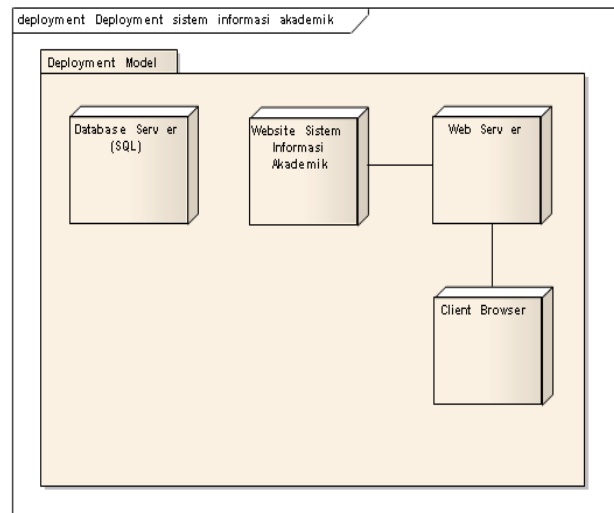 deployment Deployment sistem informasi akademik
Deployment Model
Database Server
(SQL)
Website Sistem
Informasi
Akademik
Web Server
Client Browser